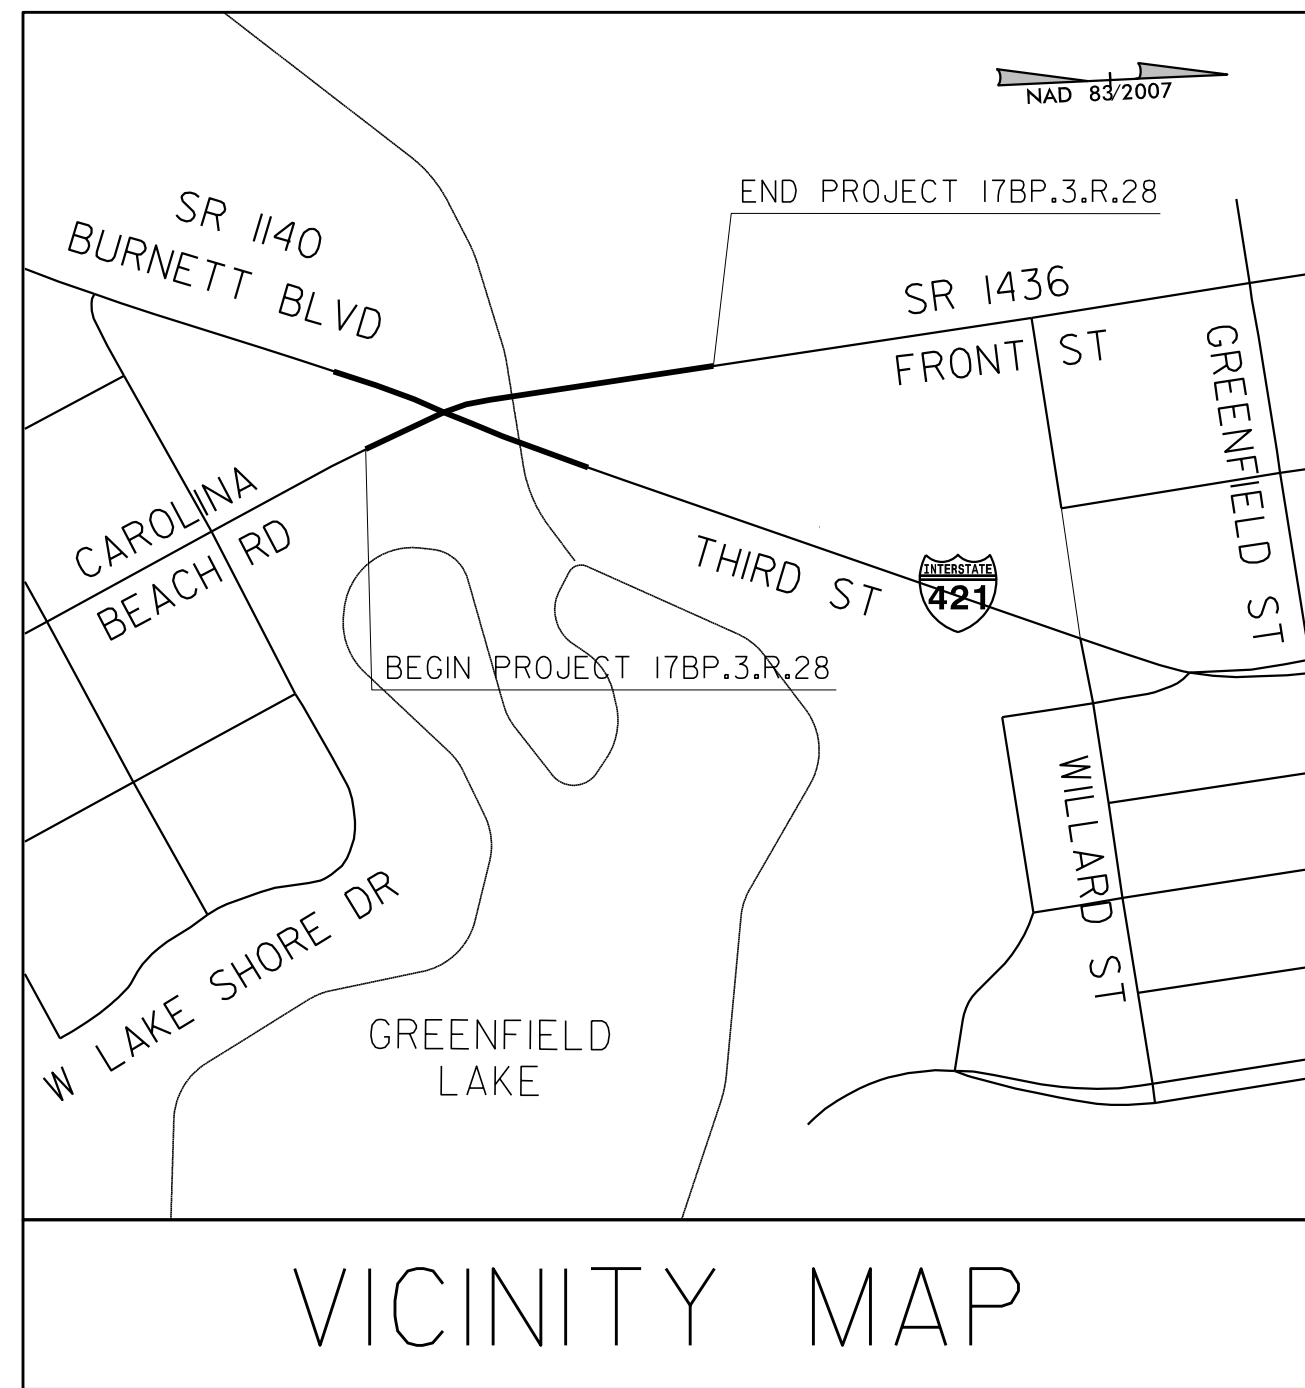 NAD 83/2007
END PROJECT 17BP.3.R.28
SR 1140
BURNETT BLVD
SR 1436
FRONT ST
GREENFIELD ST
CAROLINA
BEACH RD
THIRD ST
INTERSTATE
421
BEGIN PROJECT 17BP.3.R.28
WILLARD ST
W LAKE SHORE DR
GREENFIELD
LAKE
VICINITY MAP